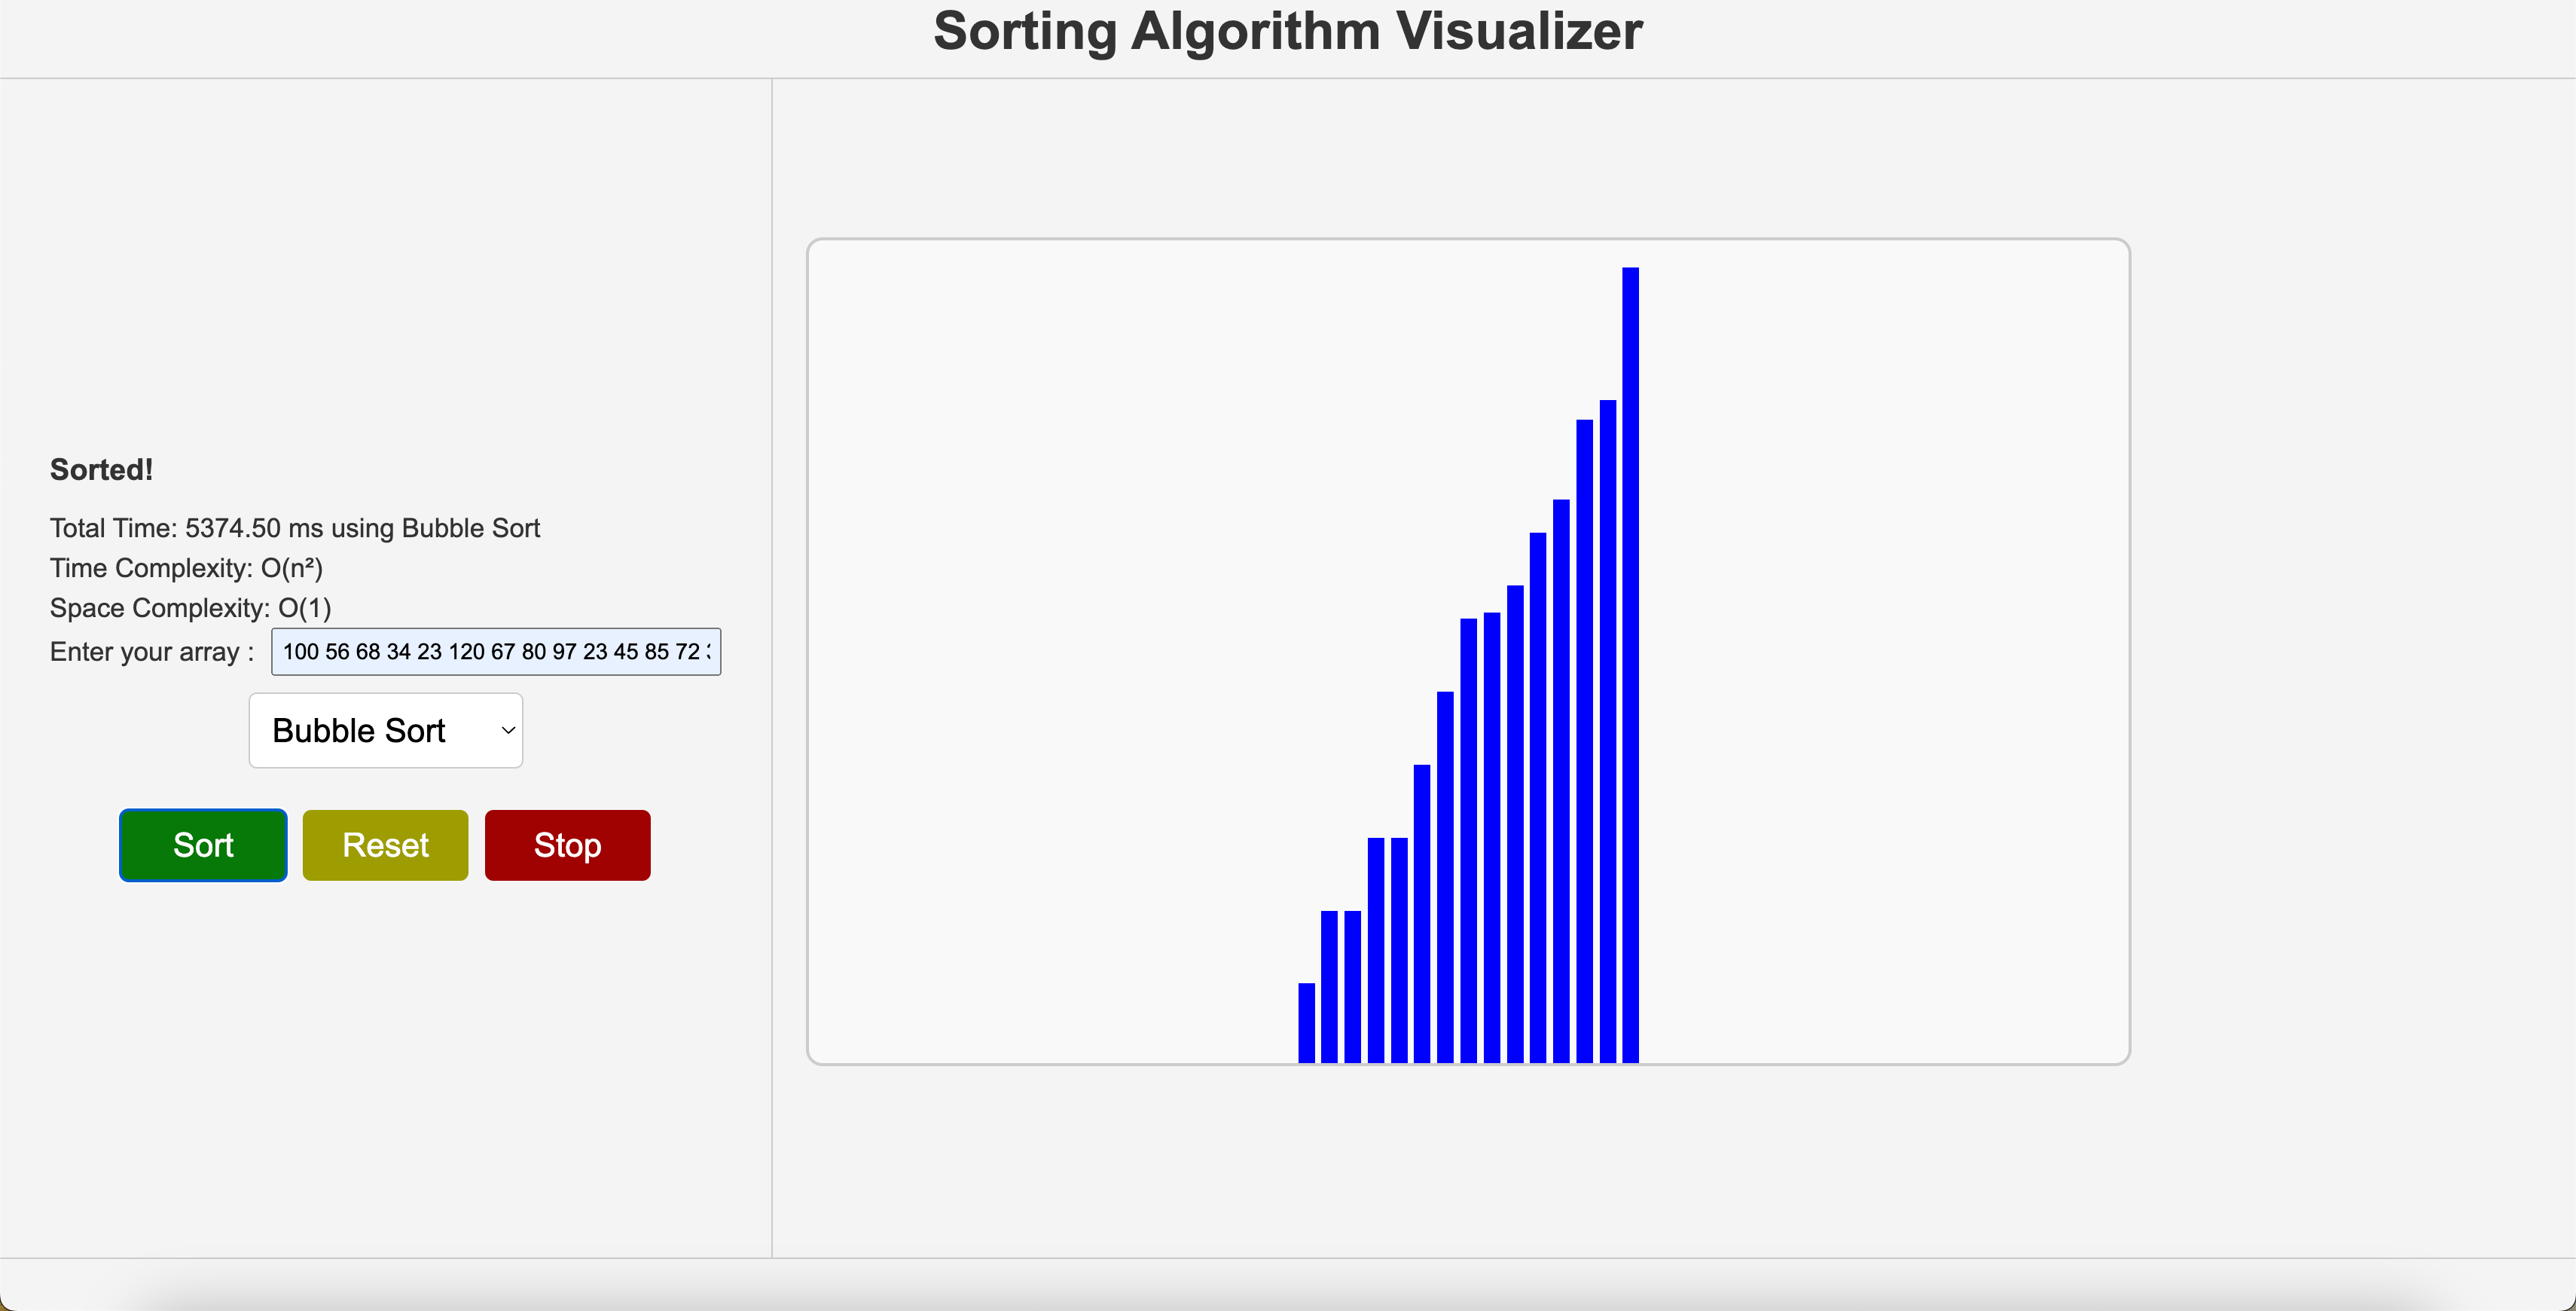 Sorting Algorithm Visualizer
Sorted!
Total Time: 5374.50 ms using Bubble Sort
Time Complexity: O(n²)
Space Complexity: O(1)
Enter your array : 100 56 68 34 23 120 67 80 97 23 45 85 72
Bubble Sort
Sort Reset Stop